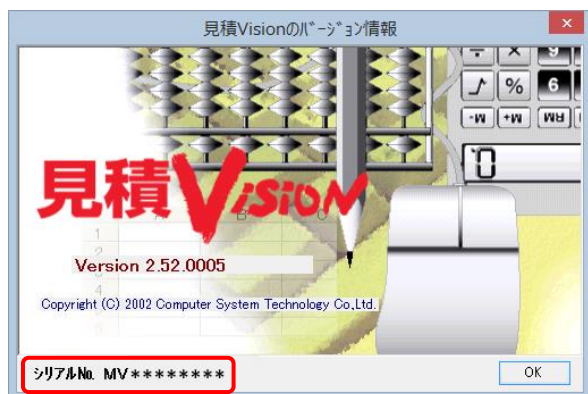 見積Visionのﾊﾞｰｼﾞｮﾝ情報
見積Vision
Version 2.52.0005
Copyright (C) 2002 Computer System Technology Co,Ltd.
ｼﾘｱﾙNo. MV********
OK